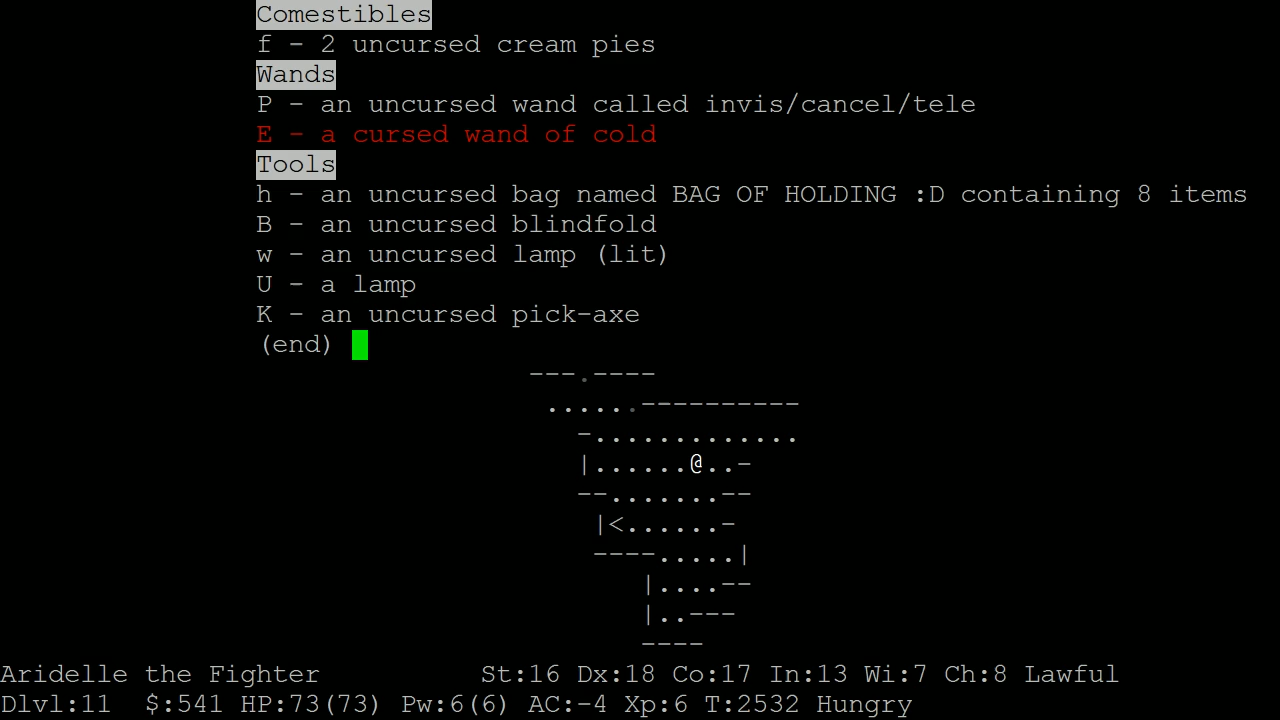 Comestibles
f - 2 uncursed cream pies
Wands
P - an uncursed wand called invis/cancel/tele
E - a cursed wand of cold
Tools
h - an uncursed bag named BAG OF HOLDING :D containing 8 items
B - an uncursed blindfold
w - an uncursed lamp (lit)
U - a lamp
K - an uncursed pick-axe
(end)
---.----
......----------
-.............
|......@..-
--.......--
|<......-
----.....|
|....--
|..---
----
Aridelle the Fighter St:16 Dx:18 Co:17 In:13 Wi:7 Ch:8 Lawful
Dlvl:11 $:541 HP:73(73) Pw:6(6) AC:-4 Xp:6 T:2532 Hungry